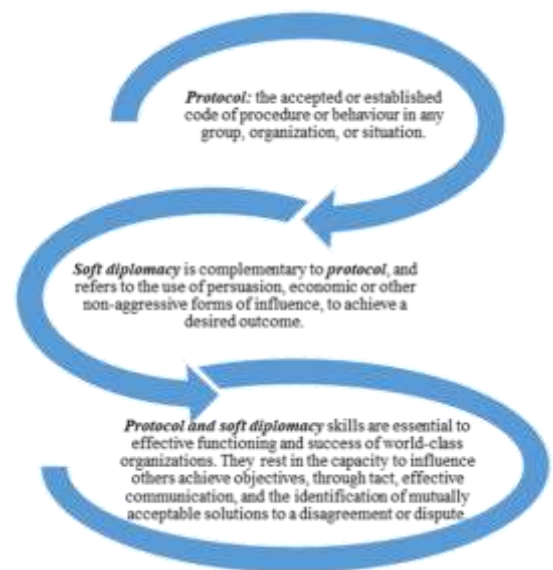 Protocol: the accepted or established
code of procedure or behaviour in any
group, organization, or situation.
Soft diplomacy is complementary to protocol, and
refers to the use of persuasion, economic or other
non-aggressive forms of influence, to achieve a
desired outcome.
Protocol and soft diplomacy skills are essential to
effective functioning and success of world-class
organizations. They rest in the capacity to influence
others achieve objectives, through tact, effective
communication, and the identification of mutually
acceptable solutions to a disagreement or dispute.